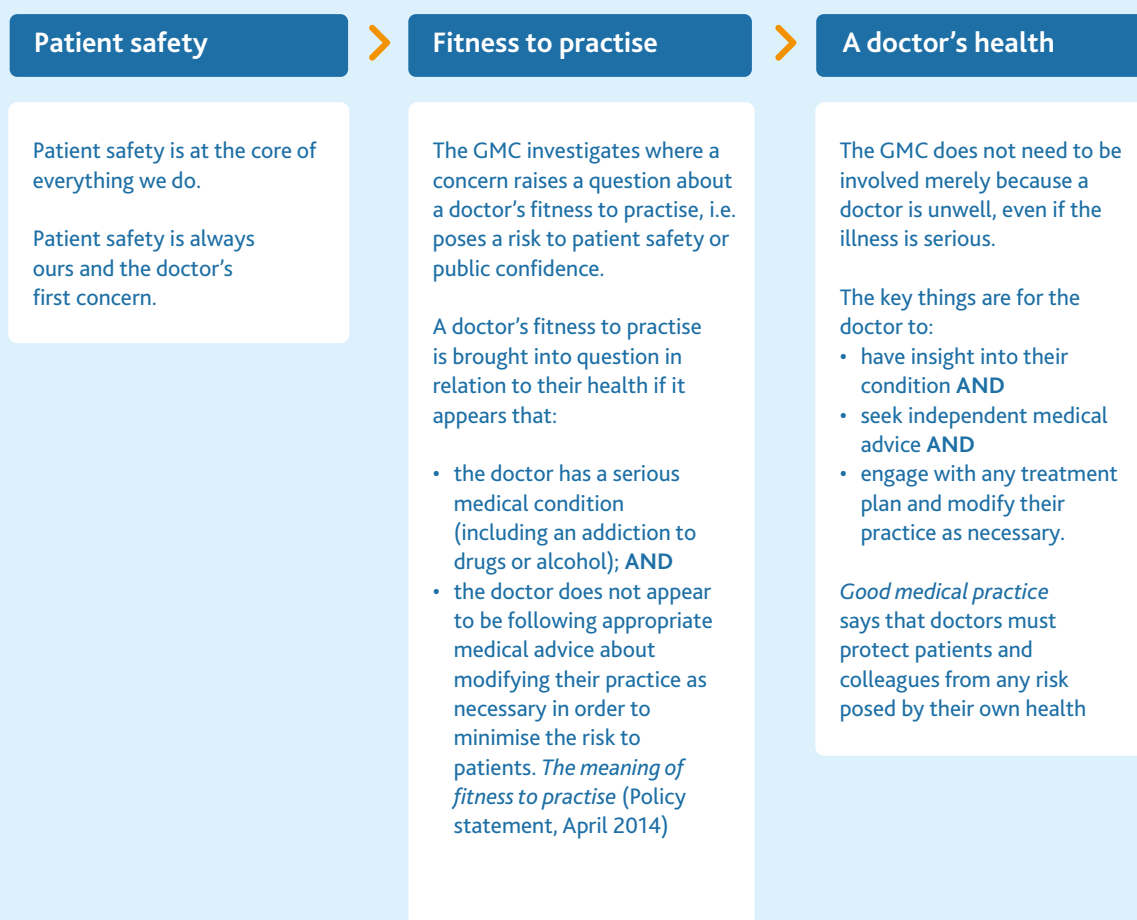 Patient safety
Patient safety is at the core of
everything we do.
Patient safety is always
ours and the doctor's
first concern.
Fitness to practise
The GMC investigates where a
concern raises a question about
a doctor's fitness to practise, i.e.
poses a risk to patient safety or
public confidence.
A doctor's fitness to practise
is brought into question in
relation to their health if it
appears that:
• the doctor has a serious
medical condition
(including an addiction to
drugs or alcohol); AND
• the doctor does not appear
to be following appropriate
medical advice about
modifying their practice as
necessary in order to
minimise the risk to
patients. The meaning of
fitness to practise (Policy
statement, April 2014)
A doctor's health
The GMC does not need to be
involved merely because a
doctor is unwell, even if the
illness is serious.
The key things are for the
doctor to:
• have insight into their
condition AND
• seek independent medical
advice AND
• engage with any treatment
plan and modify their
practice as necessary.
Good medical practice
says that doctors must
protect patients and
colleagues from any risk
posed by their own health